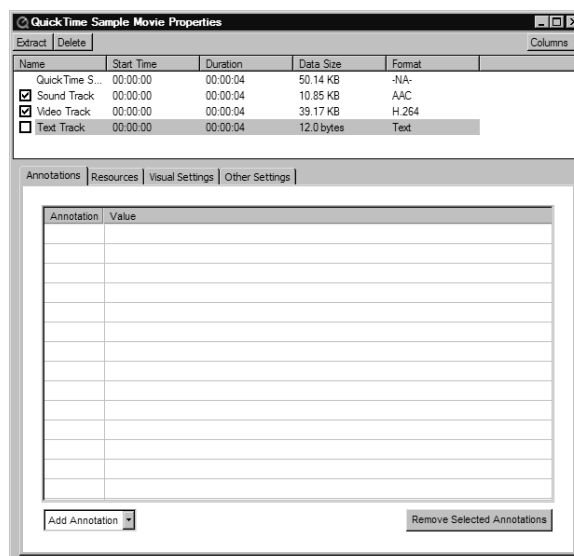 QuickTime Sample Movie Properties
Extract Delete Columns
Name Start Time Duration Data Size Format
QuickTime S... 00:00:00 00:00:04 50.14 KB -NA-
Sound Track 00:00:00 00:00:04 10.85 KB AAC
Video Track 00:00:00 00:00:04 39.17 KB H.264
Text Track 00:00:00 00:00:04 12.0 bytes Text
Annotations Resources Visual Settings Other Settings
Annotation Value
Add Annotation Remove Selected Annotations